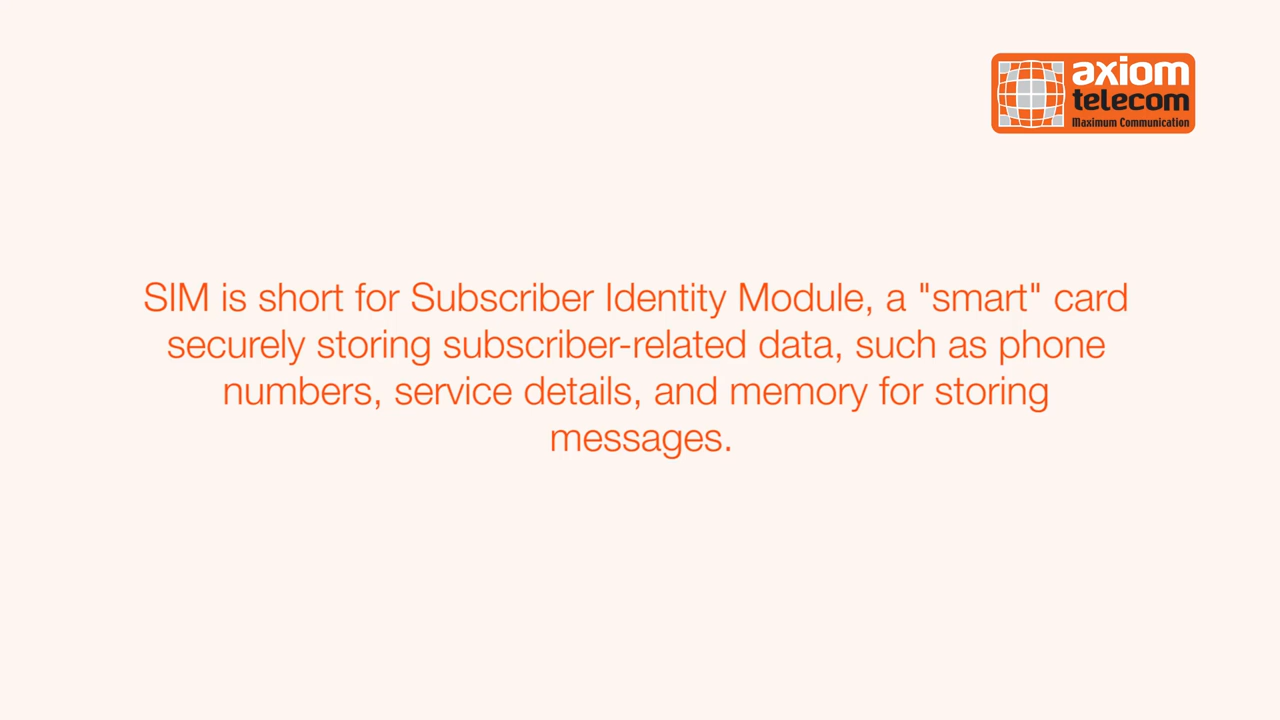 axiom
telecom
Maximum Communication
SIM is short for Subscriber Identity Module, a "smart" card
securely storing subscriber-related data, such as phone
numbers, service details, and memory for storing
messages.